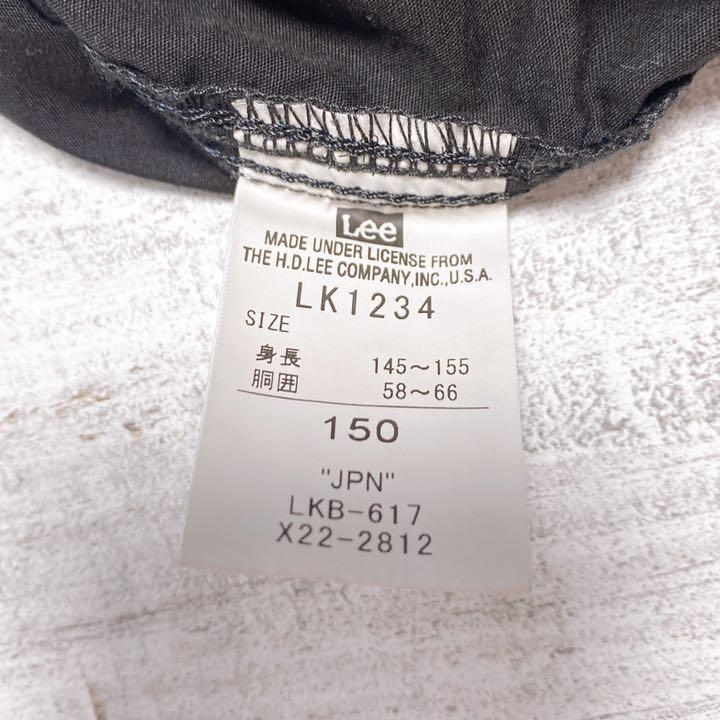 Lee
MADE UNDER LICENSE FROM
THE H.D.LEE COMPANY,INC.,U.S.A.
LK1234
SIZE
身長 145～155
胴囲 58～66
150
"JPN"
LKB-617
X22-2812